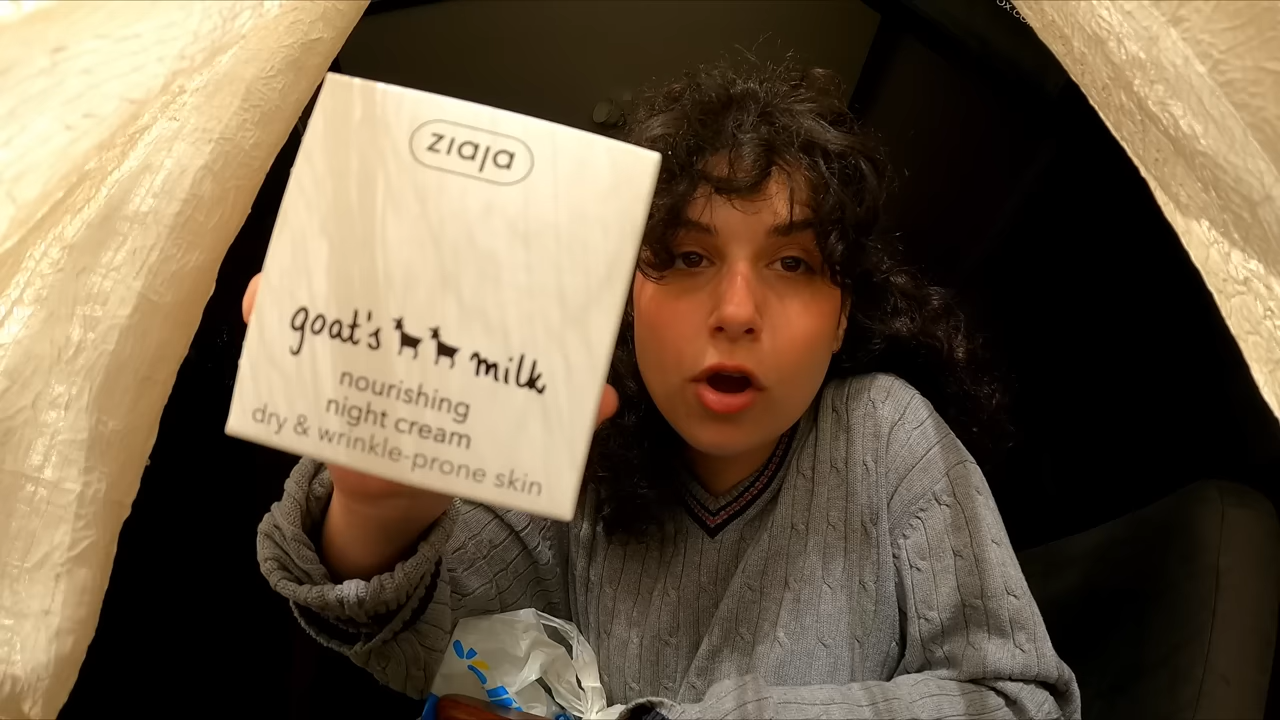 ziaja
goat's milk
nourishing
night cream
dry & wrinkle-prone skin